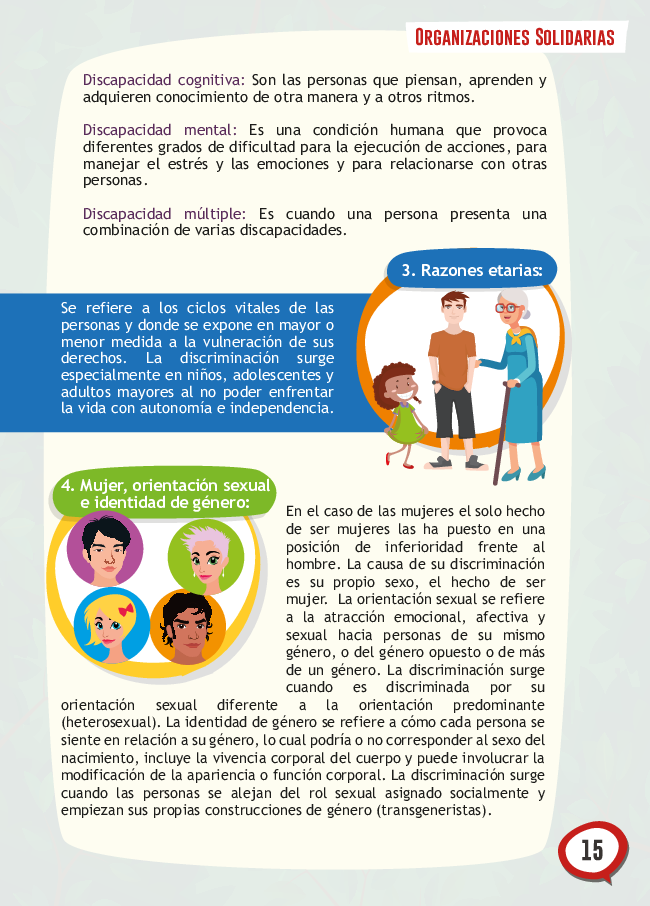 ORGANIZACIONES SOLIDARIAS
Discapacidad cognitiva: Son las personas que piensan, aprenden y
adquieren conocimiento de otra manera y a otros ritmos.
Discapacidad mental: Es una condición humana que provoca
diferentes grados de dificultad para la ejecución de acciones, para
manejar el estrés y las emociones y para relacionarse con otras
personas.
Discapacidad múltiple: Es cuando una persona presenta una
combinación de varias discapacidades.
3. Razones etarias:
Se refiere a los ciclos vitales de las
personas y donde se expone en mayor o
menor medida a la vulneración de sus
derechos. La discriminación surge
especialmente en niños, adolescentes y
adultos mayores al no poder enfrentar
la vida con autonomía e independencia.
4. Mujer, orientación sexual
e identidad de género:
En el caso de las mujeres el solo hecho
de ser mujeres las ha puesto en una
posición de inferioridad frente al
hombre. La causa de su discriminación
es su propio sexo, el hecho de ser
mujer. La orientación sexual se refiere
a la atracción emocional, afectiva y
sexual hacia personas de su mismo
género, o del género opuesto o de más
de un género. La discriminación surge
cuando es discriminada por su
orientación sexual diferente a la orientación predominante
(heterosexual). La identidad de género se refiere a cómo cada persona se
siente en relación a su género, lo cual podría o no corresponder al sexo del
nacimiento, incluye la vivencia corporal del cuerpo y puede involucrar la
modificación de la apariencia o función corporal. La discriminación surge
cuando las personas se alejan del rol sexual asignado socialmente y
empiezan sus propias construcciones de género (transgeneristas).
15